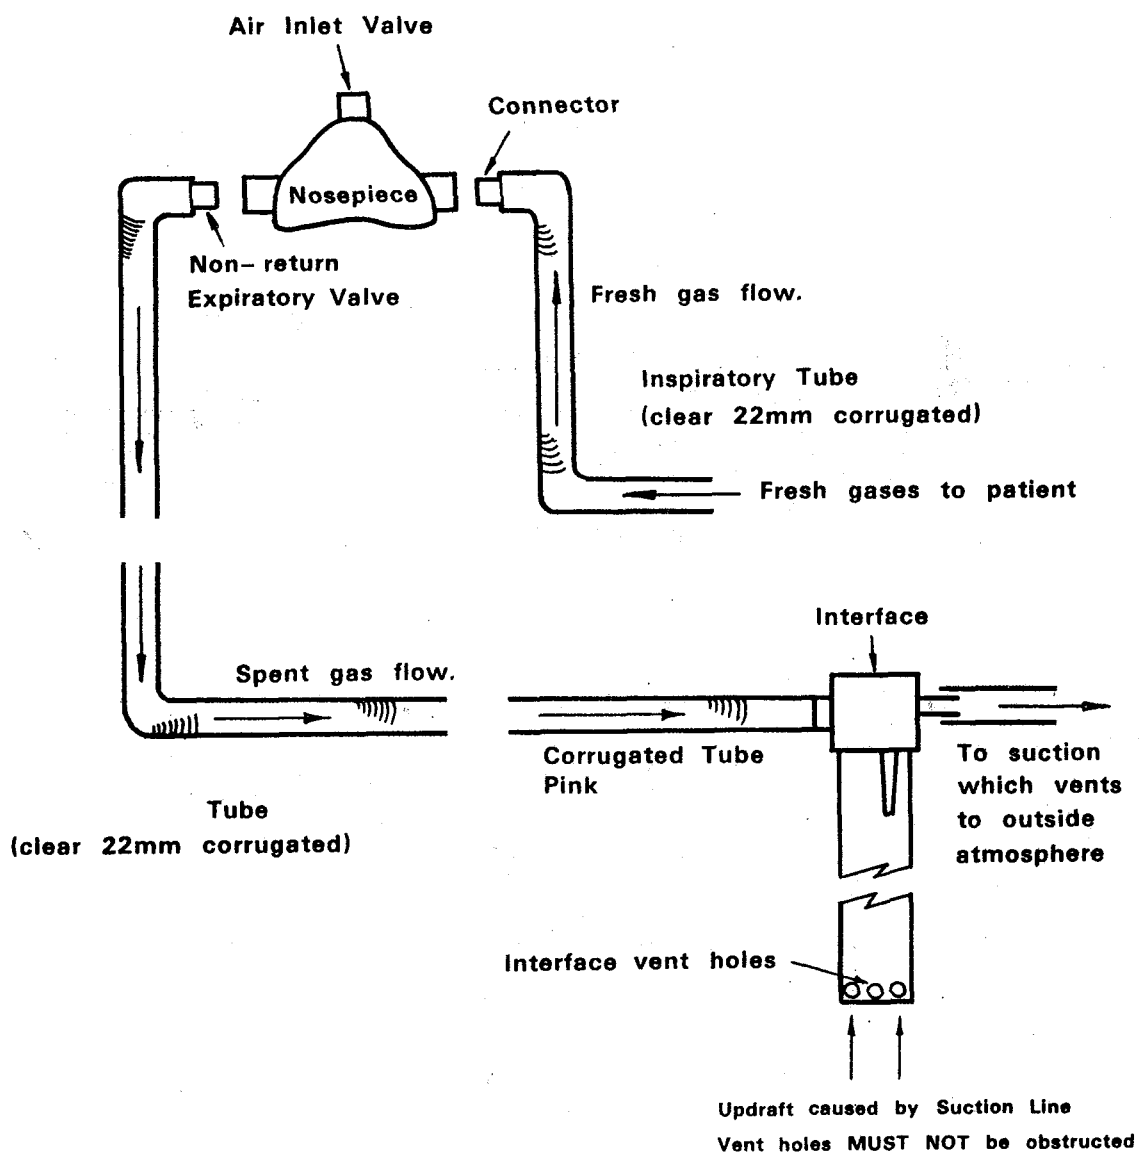 Air Inlet Valve
Connector
Nosepiece
Non-return
Expiratory Valve
Fresh gas flow.
Inspiratory Tube
(clear 22mm corrugated)
Fresh gases to patient
Interface
Spent gas flow.
Corrugated Tube
Pink
To suction
which vents
to outside
atmosphere
Tube
(clear 22mm corrugated)
Interface vent holes
Updraft caused by Suction Line
Vent holes MUST NOT be obstructed